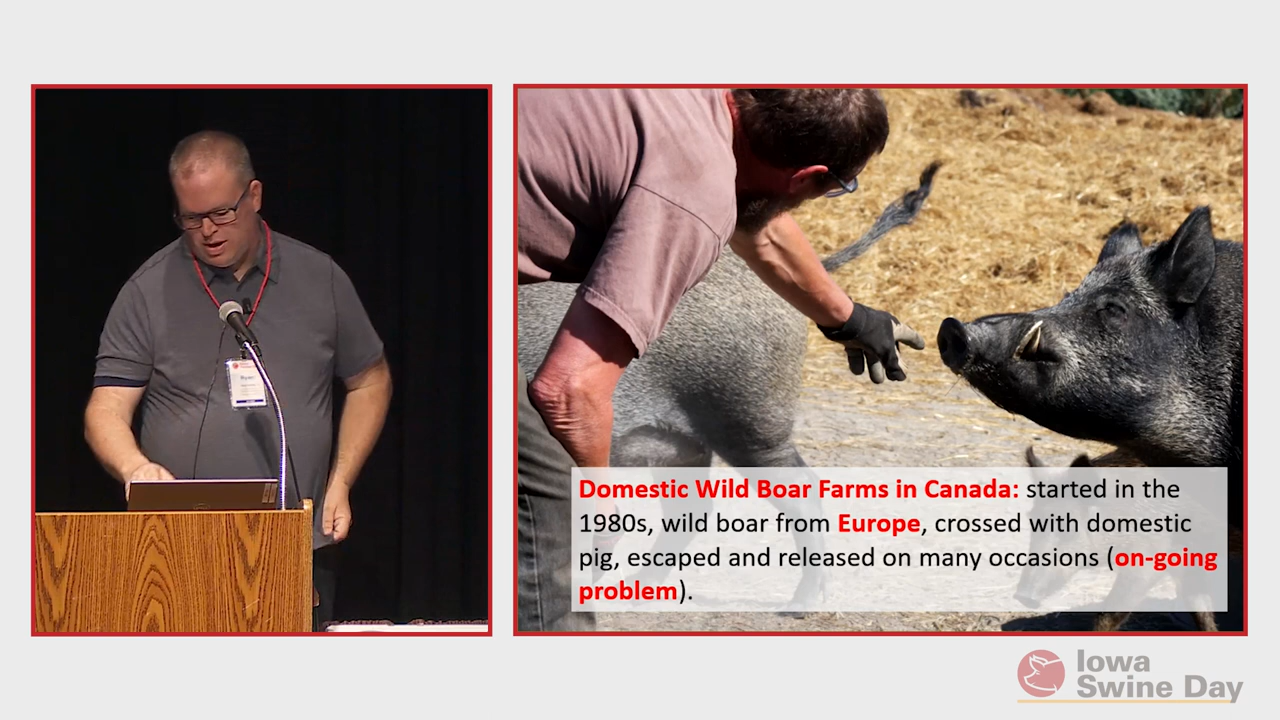 Ryan
Domestic Wild Boar Farms in Canada: started in the
1980s, wild boar from Europe, crossed with domestic
pig, escaped and released on many occasions (on-going
problem).
Iowa
Swine Day